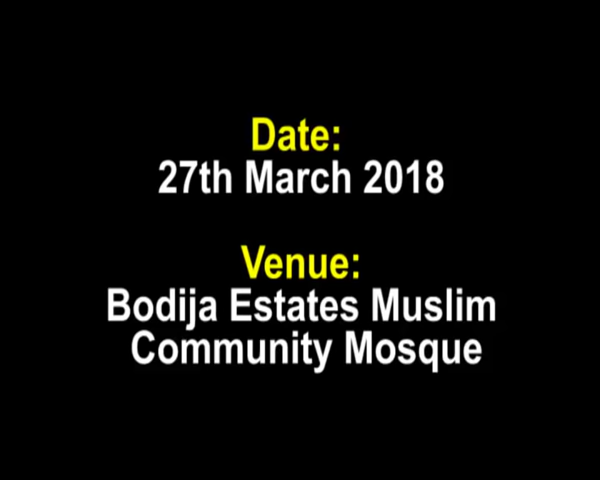 Date:
27th March 2018
Venue:
Bodija Estates Muslim
Community Mosque